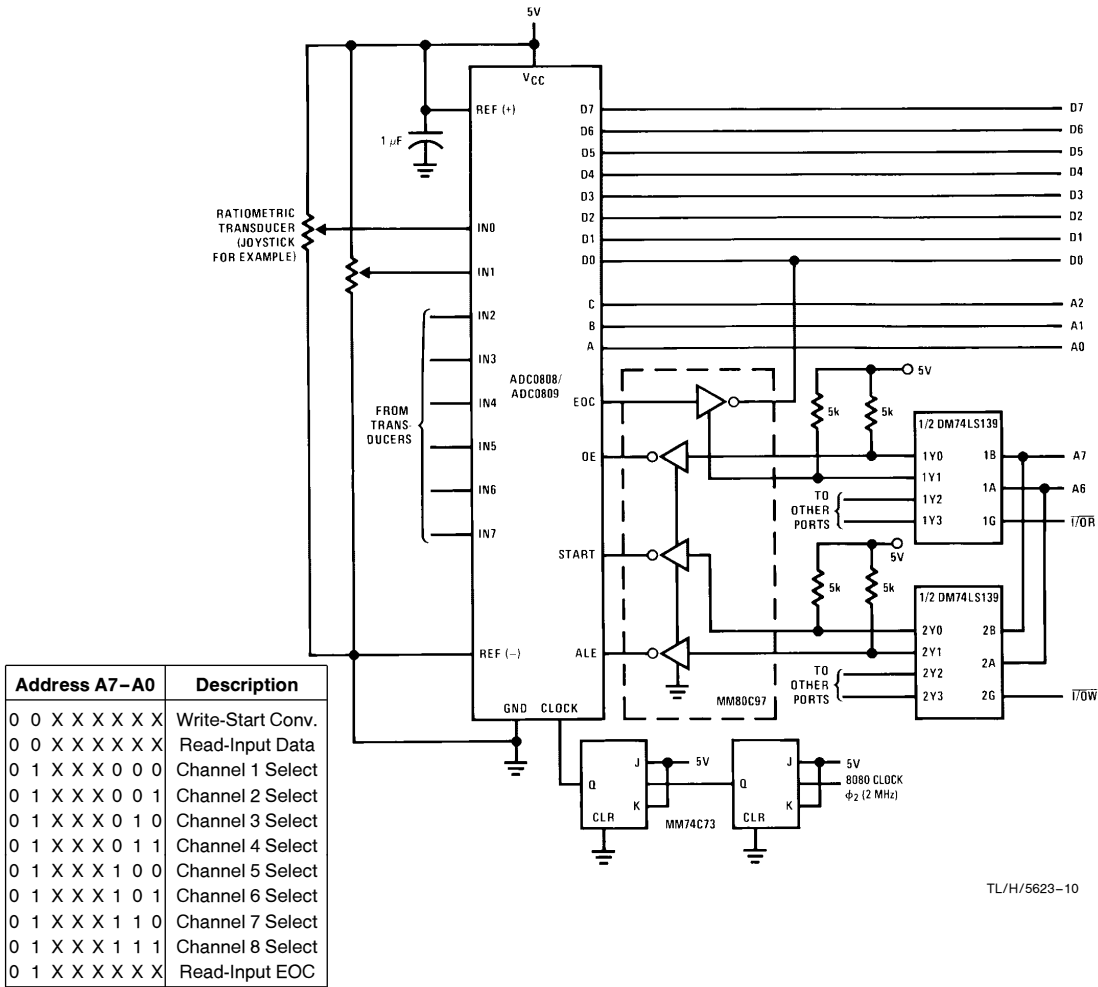 5V
VCC
REF (+)
1 μF
D7 D7
D6 D6
D5 D5
D4 D4
D3 D3
D2 D2
D1 D1
D0 D0
RATIOMETRIC
TRANSDUCER
(JOYSTICK
FOR EXAMPLE)
IN0
IN1
IN2
IN3
IN4
IN5
IN6
IN7
FROM
TRANS-
DUCERS
C A2
B A1
A A0
ADC0808/
ADC0809
EOC
OE
START
ALE
REF (−)
GND CLOCK
MM80C97
5V
5k 5k
1/2 DM74LS139
1Y0 1B A7
1Y1 1A A6
1Y2
1Y3 1G I/OR
TO
OTHER
PORTS
5V
5k 5k
1/2 DM74LS139
2Y0 2B
2Y1 2A
2Y2
2Y3 2G I/OW
TO
OTHER
PORTS
J 5V
Q
K
CLR
MM74C73
J 5V
Q
K
CLR
8080 CLOCK
ϕ2 (2 MHz)
TL/H/5623–10
Address A7–A0 Description
0 0 X X X X X X Write-Start Conv.
0 0 X X X X X X Read-Input Data
0 1 X X X 0 0 0 Channel 1 Select
0 1 X X X 0 0 1 Channel 2 Select
0 1 X X X 0 1 0 Channel 3 Select
0 1 X X X 0 1 1 Channel 4 Select
0 1 X X X 1 0 0 Channel 5 Select
0 1 X X X 1 0 1 Channel 6 Select
0 1 X X X 1 1 0 Channel 7 Select
0 1 X X X 1 1 1 Channel 8 Select
0 1 X X X X X X Read-Input EOC